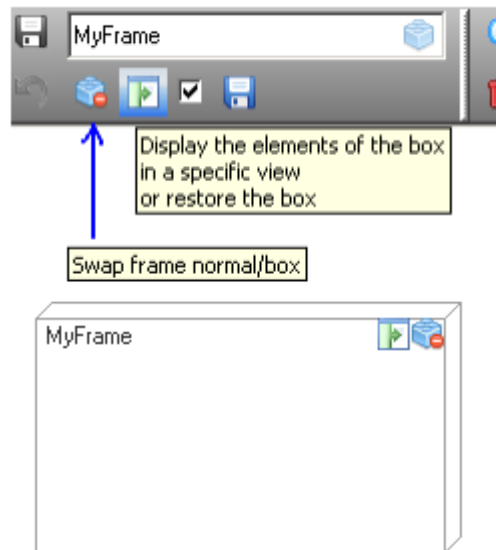 MyFrame
Display the elements of the box
in a specific view
or restore the box
Swap frame normal/box
MyFrame